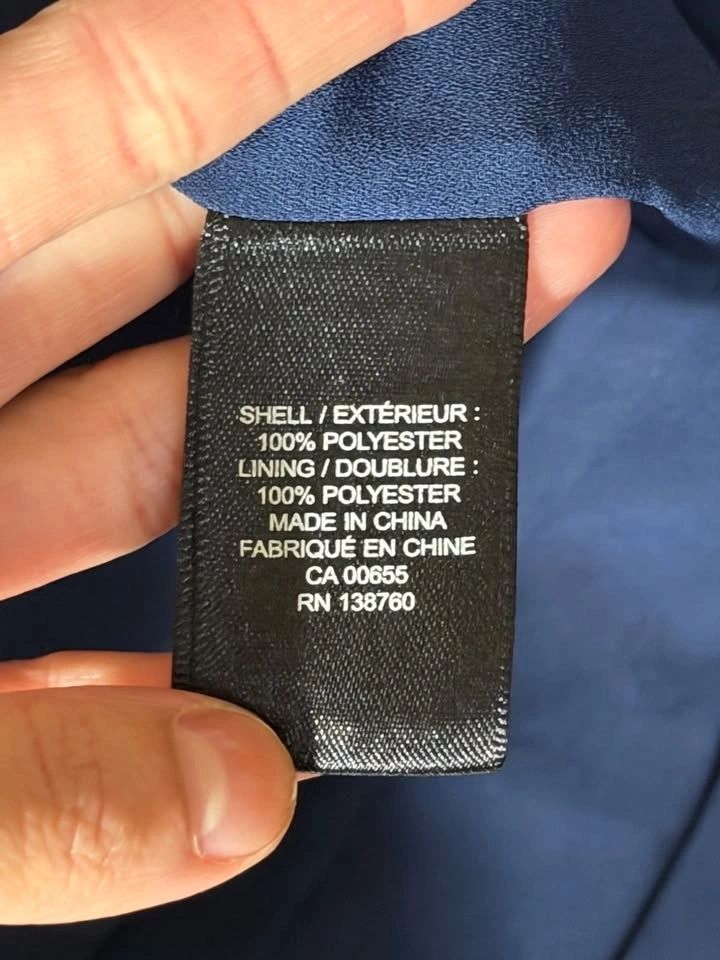 SHELL / EXTÉRIEUR :
100% POLYESTER
LINING / DOUBLURE :
100% POLYESTER
MADE IN CHINA
FABRIQUÉ EN CHINE
CA 00655
RN 138760